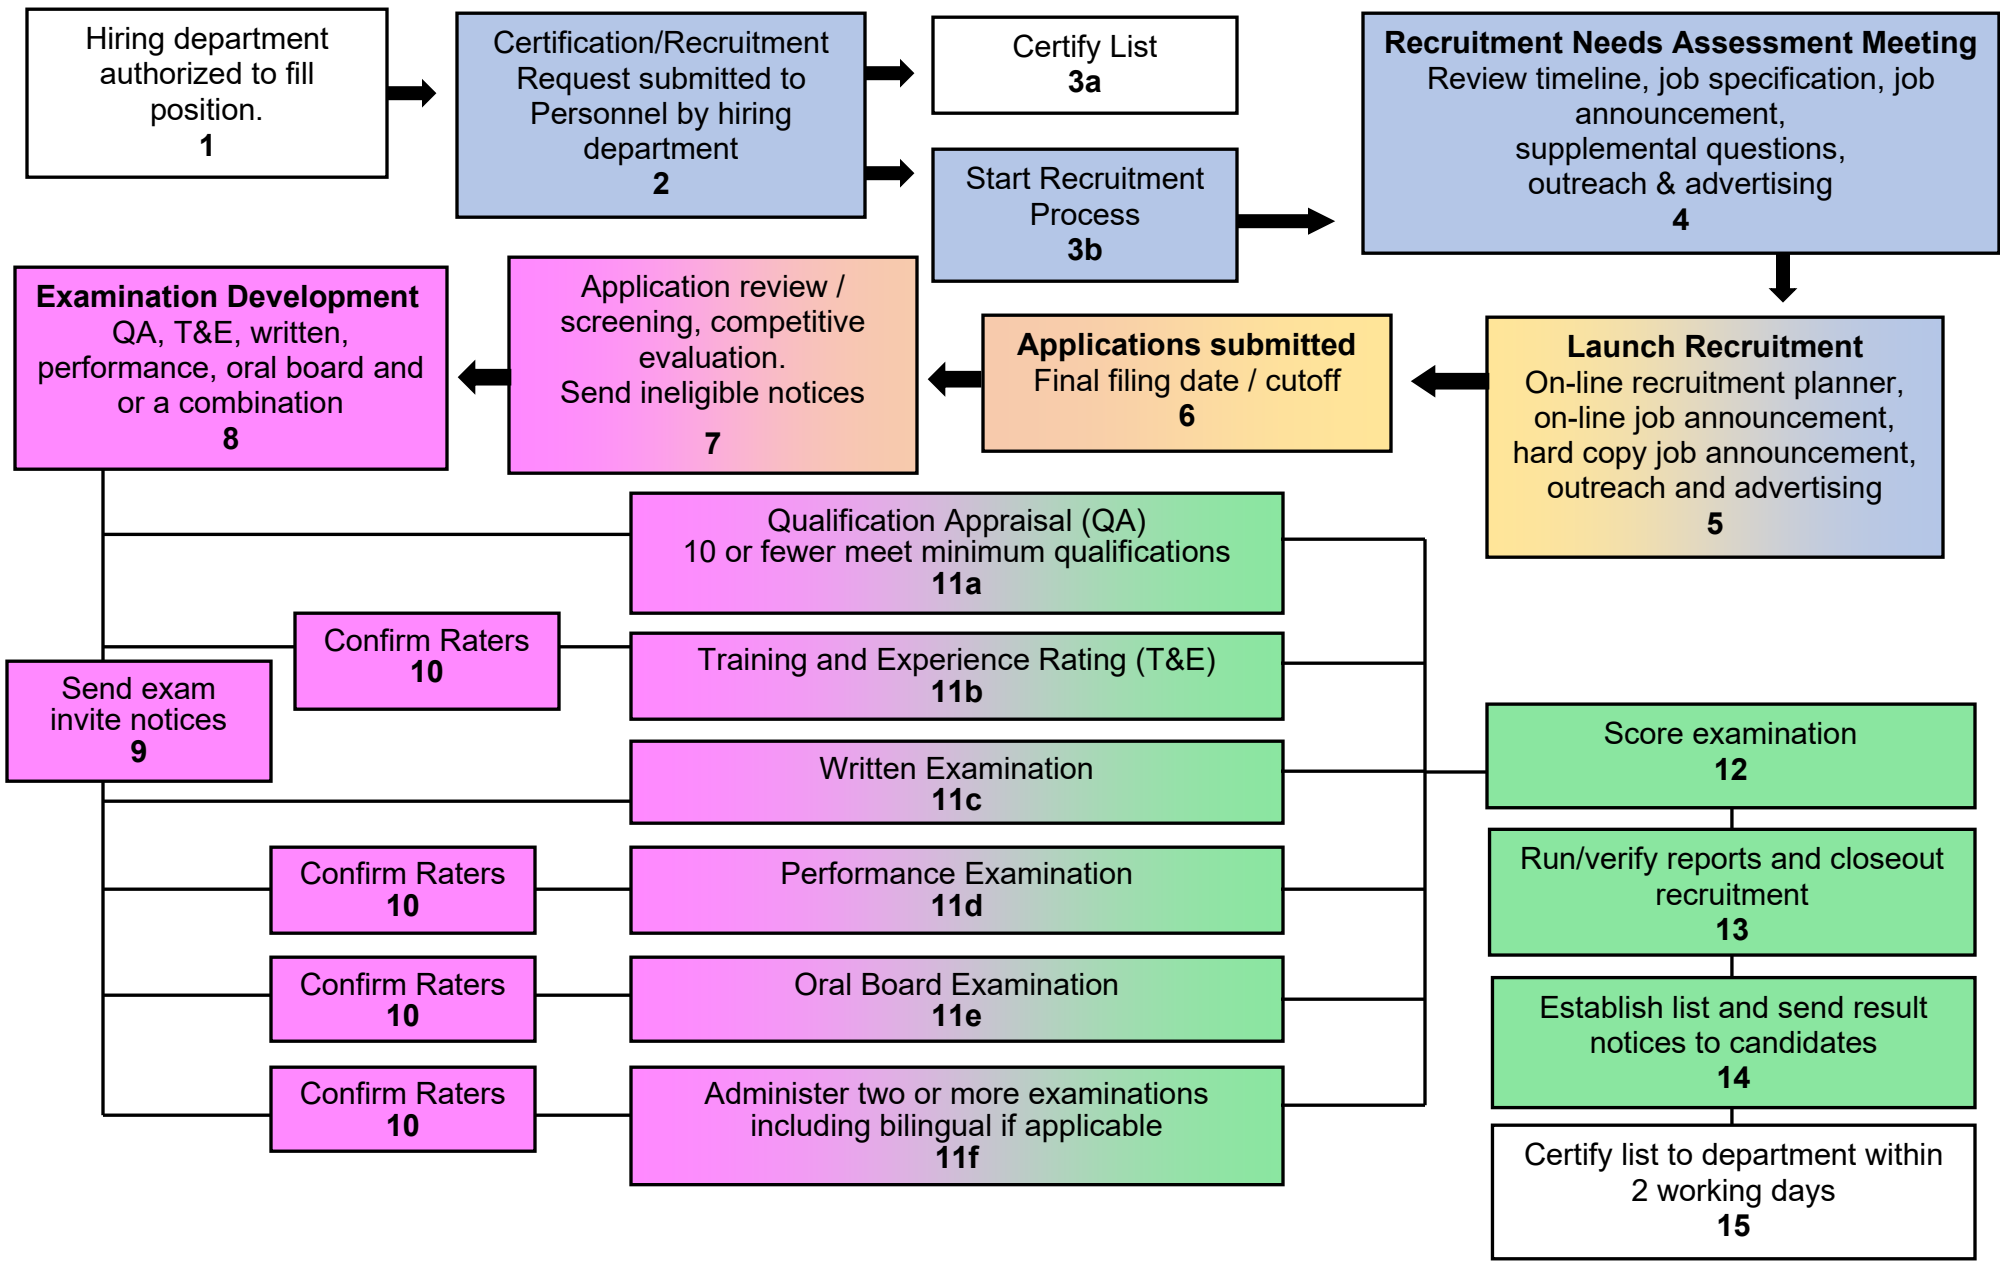 Hiring department
authorized to fill
position.
1
Certification/Recruitment
Request submitted to
Personnel by hiring
department
2
Certify List
3a
Start Recruitment
Process
3b
Recruitment Needs Assessment Meeting
Review timeline, job specification, job
announcement,
supplemental questions,
outreach & advertising
4
Launch Recruitment
On-line recruitment planner,
on-line job announcement,
hard copy job announcement,
outreach and advertising
5
Applications submitted
Final filing date / cutoff
6
Application review /
screening, competitive
evaluation.
Send ineligible notices
7
Examination Development
QA, T&E, written,
performance, oral board and
or a combination
8
Send exam
invite notices
9
Qualification Appraisal (QA)
10 or fewer meet minimum qualifications
11a
Confirm Raters
10
Training and Experience Rating (T&E)
11b
Written Examination
11c
Confirm Raters
10
Performance Examination
11d
Confirm Raters
10
Oral Board Examination
11e
Confirm Raters
10
Administer two or more examinations
including bilingual if applicable
11f
Score examination
12
Run/verify reports and closeout
recruitment
13
Establish list and send result
notices to candidates
14
Certify list to department within
2 working days
15